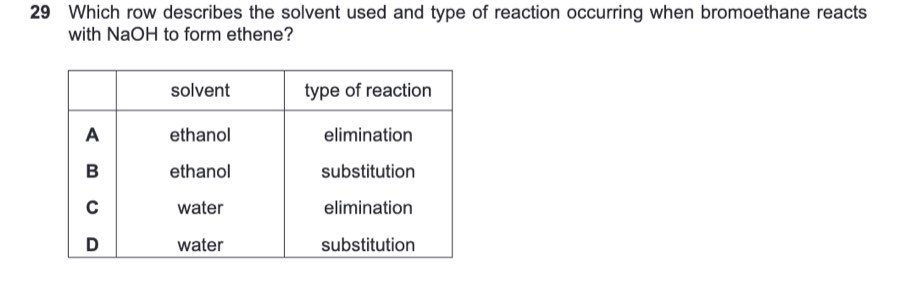 29 Which row describes the solvent used and type of reaction occurring when bromoethane reacts
with NaOH to form ethene?
solvent type of reaction
A ethanol elimination
B ethanol substitution
C water elimination
D water substitution